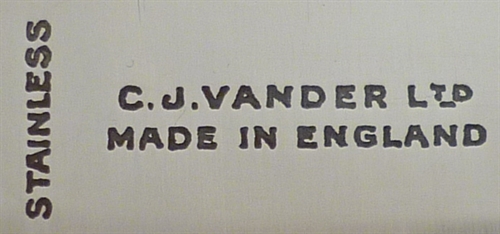 STAINLESS
C.J.VANDER LTD
MADE IN ENGLAND